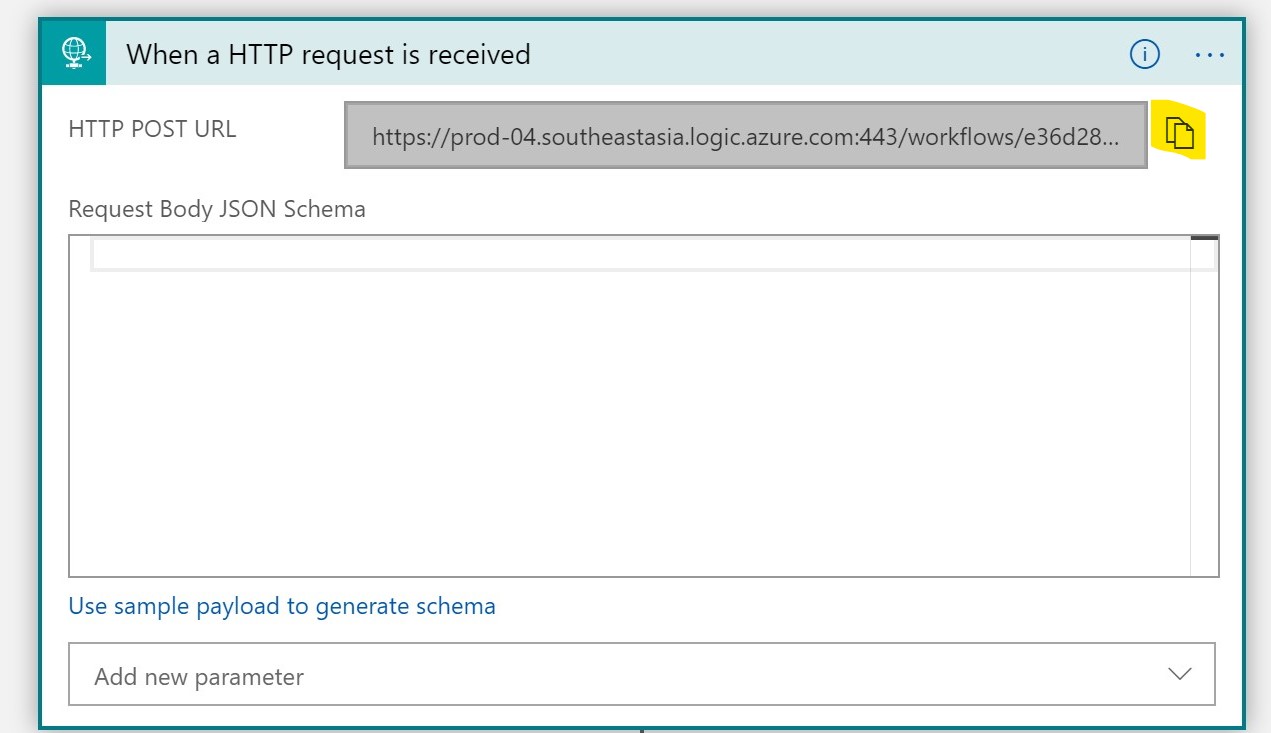 When a HTTP request is received
HTTP POST URL
https://prod-04.southeastasia.logic.azure.com:443/workflows/e36d28...
Request Body JSON Schema
Use sample payload to generate schema
Add new parameter